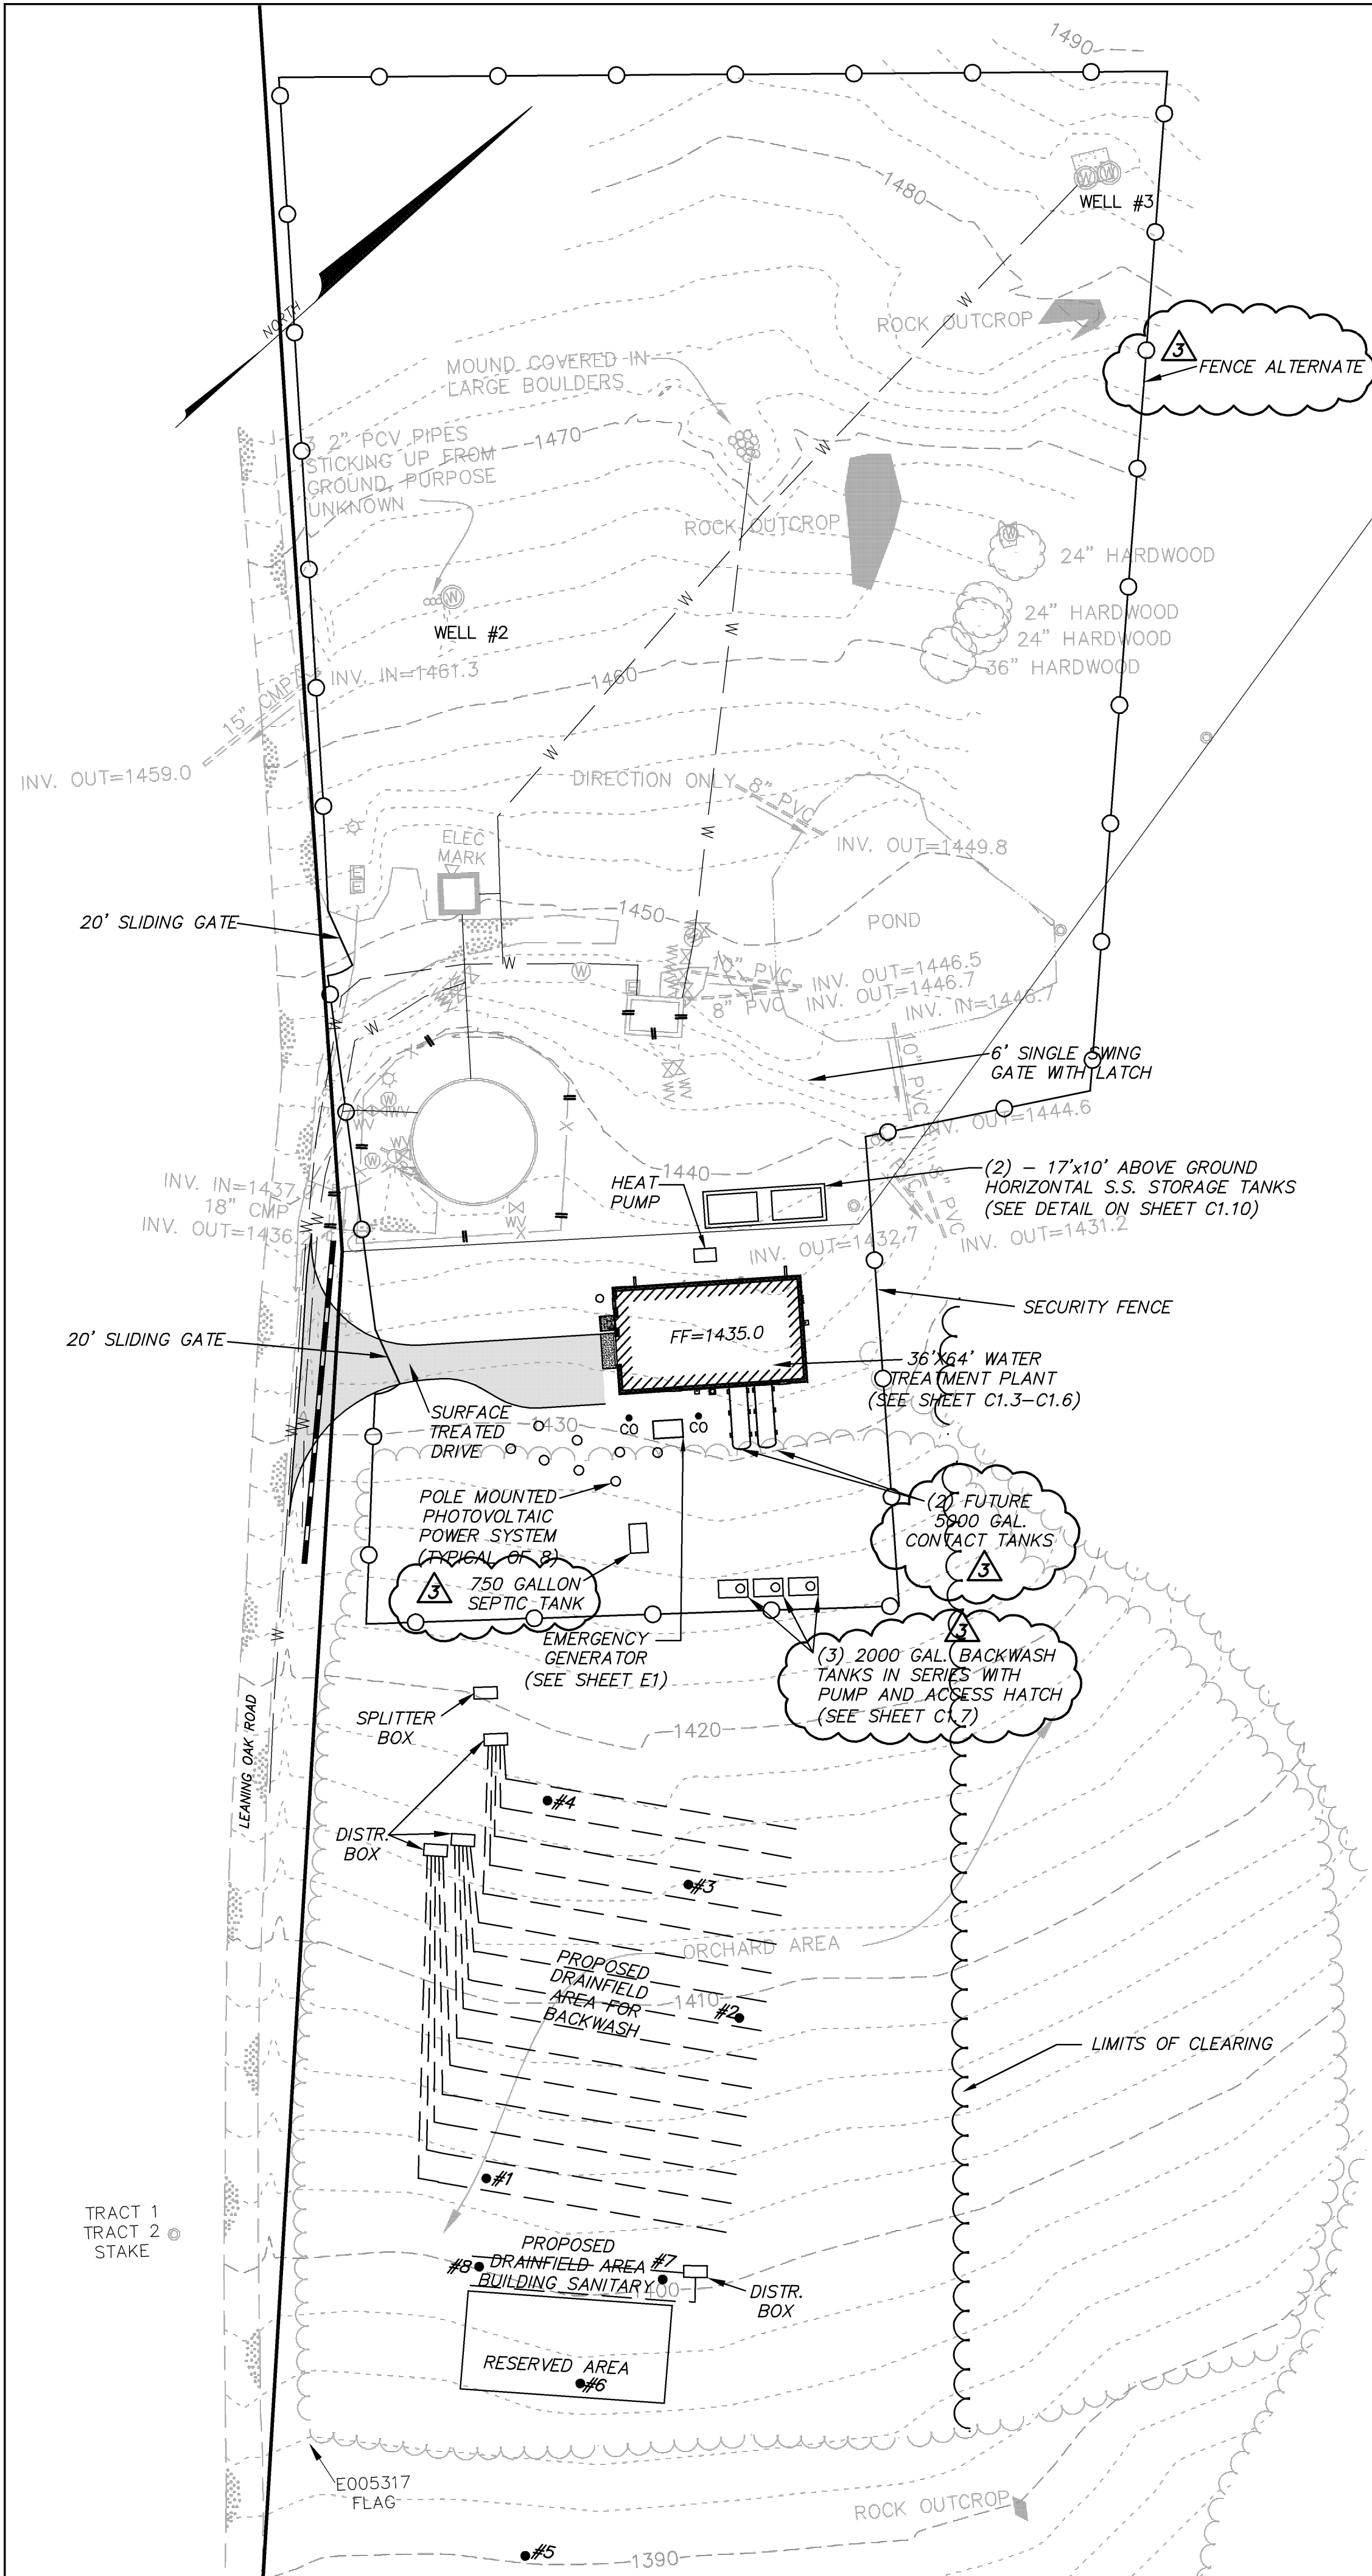 1490
1480
WELL #3
W
W
W
NORTH
ROCK OUTCROP
3
FENCE ALTERNATE
MOUND COVERED IN
LARGE BOULDERS
W
1470
3 2" PCV PIPES
STICKING UP FROM
GROUND, PURPOSE
UNKNOWN
W
ROCK OUTCROP
W
24" HARDWOOD
W
W
W
W
24" HARDWOOD
24" HARDWOOD
36" HARDWOOD
WELL #2
INV. IN=1461.3
1460
15" CMP
INV. OUT=1459.0
W
DIRECTION ONLY
8" PVC
W
INV. OUT=1449.8
ELEC
MARK
E
E
1450
POND
20' SLIDING GATE
W
W
10" PVC
INV. OUT=1446.5
INV. OUT=1446.7
8" PVC
INV. IN=1446.7
E
W
W
X
6' SINGLE SWING
GATE WITH LATCH
10" PVC
W
WV
WV
X
INV. OUT=1444.6
WV
W
1440
INV. IN=1437.
18" CMP
INV. OUT=1436.
WV
X
HEAT
PUMP
(2) - 17'x10' ABOVE GROUND
HORIZONTAL S.S. STORAGE TANKS
(SEE DETAIL ON SHEET C1.10)
8" PVC
INV. OUT=1432.7
INV. OUT=1431.2
SECURITY FENCE
20' SLIDING GATE
FF=1435.0
36'X64' WATER
TREATMENT PLANT
(SEE SHEET C1.3-C1.6)
SURFACE
TREATED
DRIVE
1430
CO
CO
W
POLE MOUNTED
PHOTOVOLTAIC
POWER SYSTEM
(TYPICAL OF 8)
(2) FUTURE
5000 GAL.
CONTACT TANKS
3
3
750 GALLON
SEPTIC TANK
W
EMERGENCY
GENERATOR
(SEE SHEET E1)
3
(3) 2000 GAL. BACKWASH
TANKS IN SERIES WITH
PUMP AND ACCESS HATCH
(SEE SHEET C1.7)
LEANING OAK ROAD
SPLITTER
BOX
1420
#4
DISTR.
BOX
#3
ORCHARD AREA
PROPOSED
DRAINFIELD
AREA FOR
BACKWASH
1410
#2
LIMITS OF CLEARING
#1
TRACT 1
TRACT 2
STAKE
PROPOSED
DRAINFIELD AREA
BUILDING SANITARY
#8
#7
1400
DISTR.
BOX
RESERVED AREA
#6
E005317
FLAG
ROCK OUTCROP
#5
1390